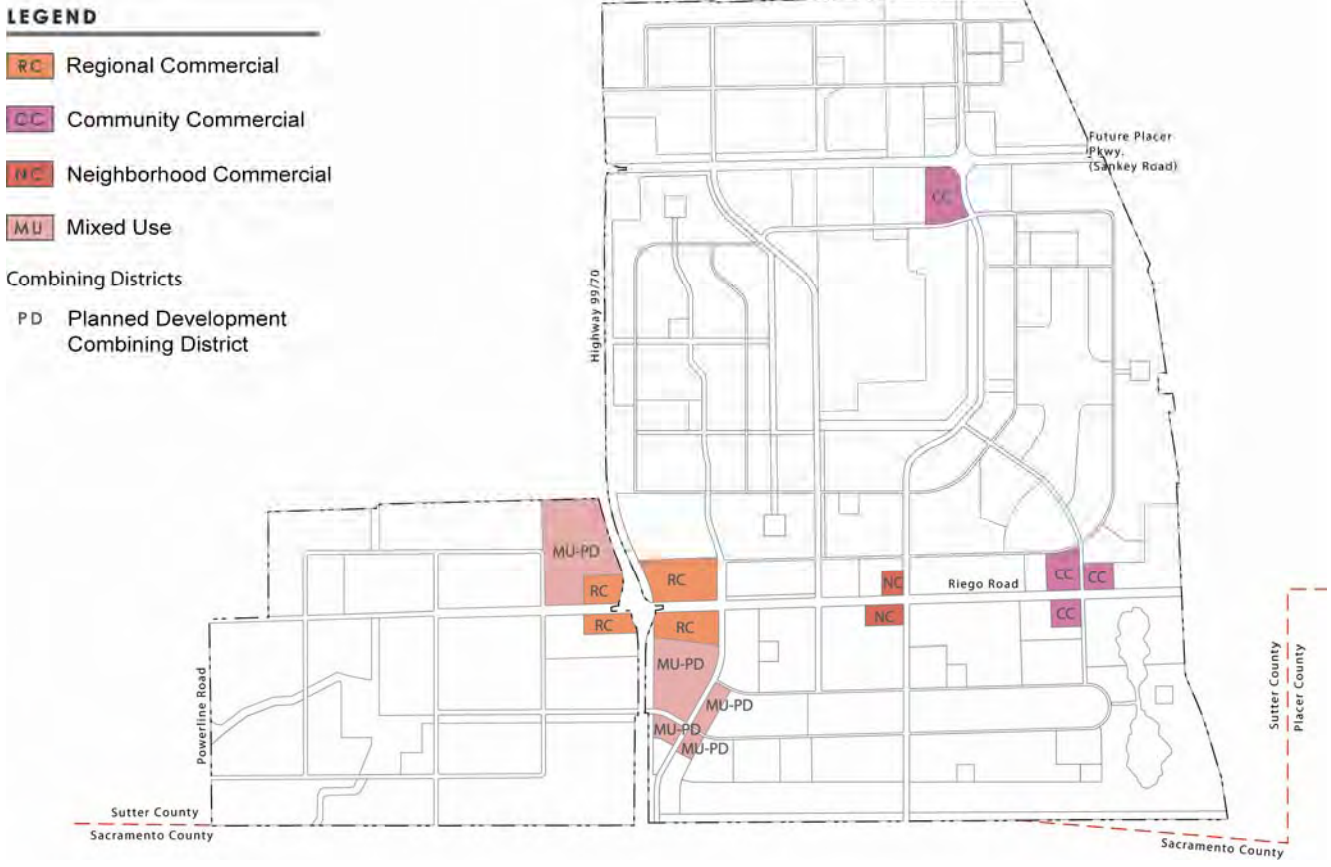 LEGEND
RC Regional Commercial
CC Community Commercial
NC Neighborhood Commercial
MU Mixed Use
Combining Districts
PD Planned Development
Combining District
Future Placer
Pkwy.
(Sankey Road)
CC
Highway 99/70
MU-PD
RC
RC
RC
RC
NC
NC
Riego Road
CC
CC
CC
MU-PD
MU-PD
MU-PD
MU-PD
Powerline Road
Sutter County
Placer County
Sutter County
Sacramento County
Sacramento County